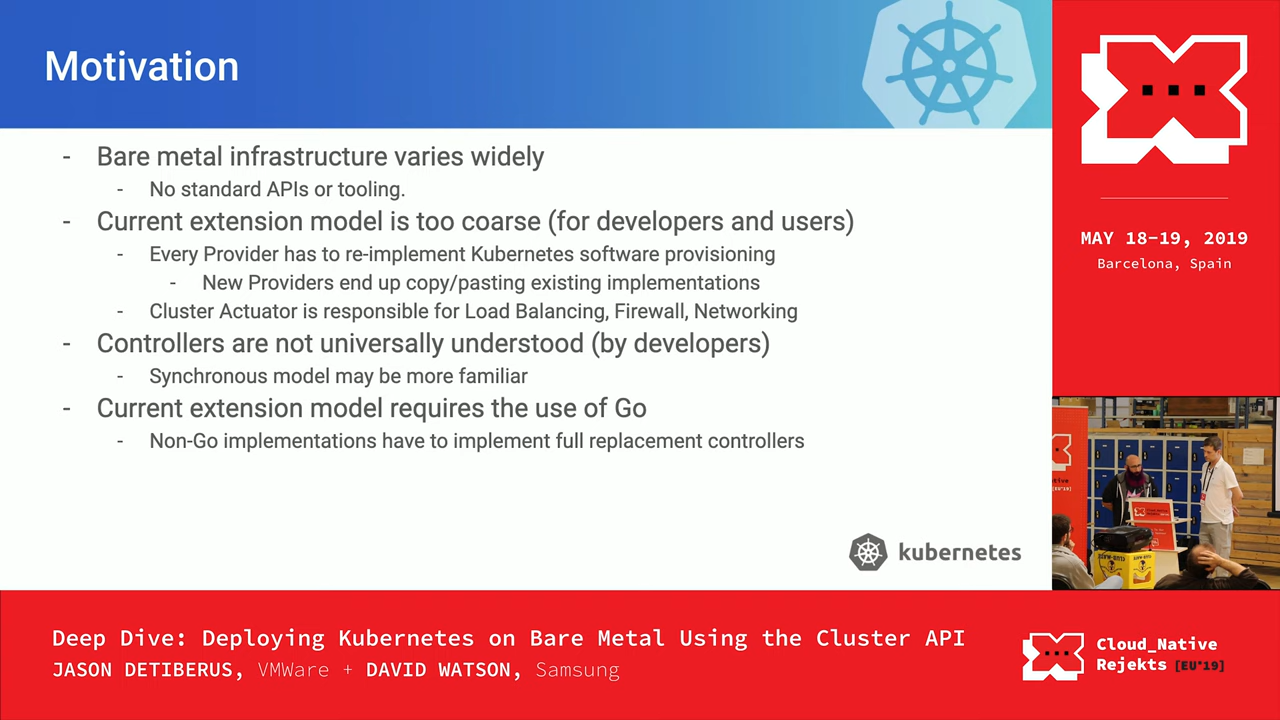 Motivation
- Bare metal infrastructure varies widely
- No standard APIs or tooling.
- Current extension model is too coarse (for developers and users)
- Every Provider has to re-implement Kubernetes software provisioning
- New Providers end up copy/pasting existing implementations
- Cluster Actuator is responsible for Load Balancing, Firewall, Networking
- Controllers are not universally understood (by developers)
- Synchronous model may be more familiar
- Current extension model requires the use of Go
- Non-Go implementations have to implement full replacement controllers
kubernetes
MAY 18-19, 2019
Barcelona, Spain
Deep Dive: Deploying Kubernetes on Bare Metal Using the Cluster API
JASON DETIBERUS, VMWare + DAVID WATSON, Samsung
Cloud_Native
Rejekts [EU*19]